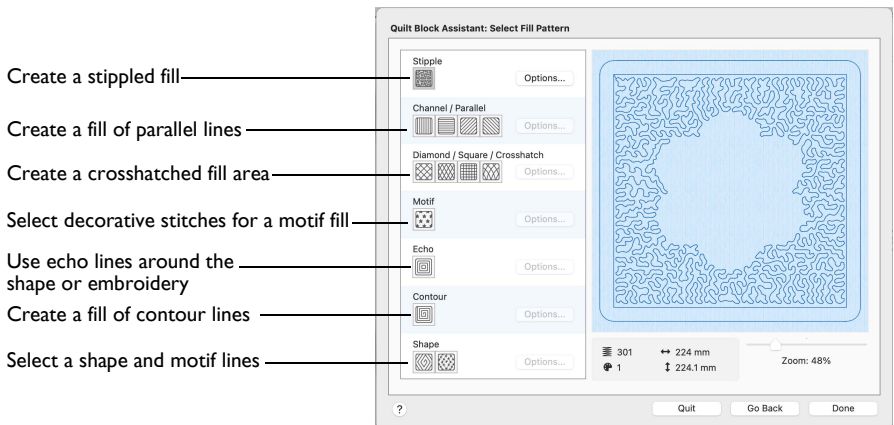 Quilt Block Assistant: Select Fill Pattern
Create a stippled fill
Stipple
Options...
Create a fill of parallel lines
Channel / Parallel
Options...
Create a crosshatched fill area
Diamond / Square / Crosshatch
Options...
Select decorative stitches for a motif fill
Motif
Options...
Use echo lines around the
shape or embroidery
Echo
Options...
Create a fill of contour lines
Contour
Options...
Select a shape and motif lines
Shape
Options...
301
224 mm
1
224.1 mm
Zoom: 48%
?
Quit
Go Back
Done